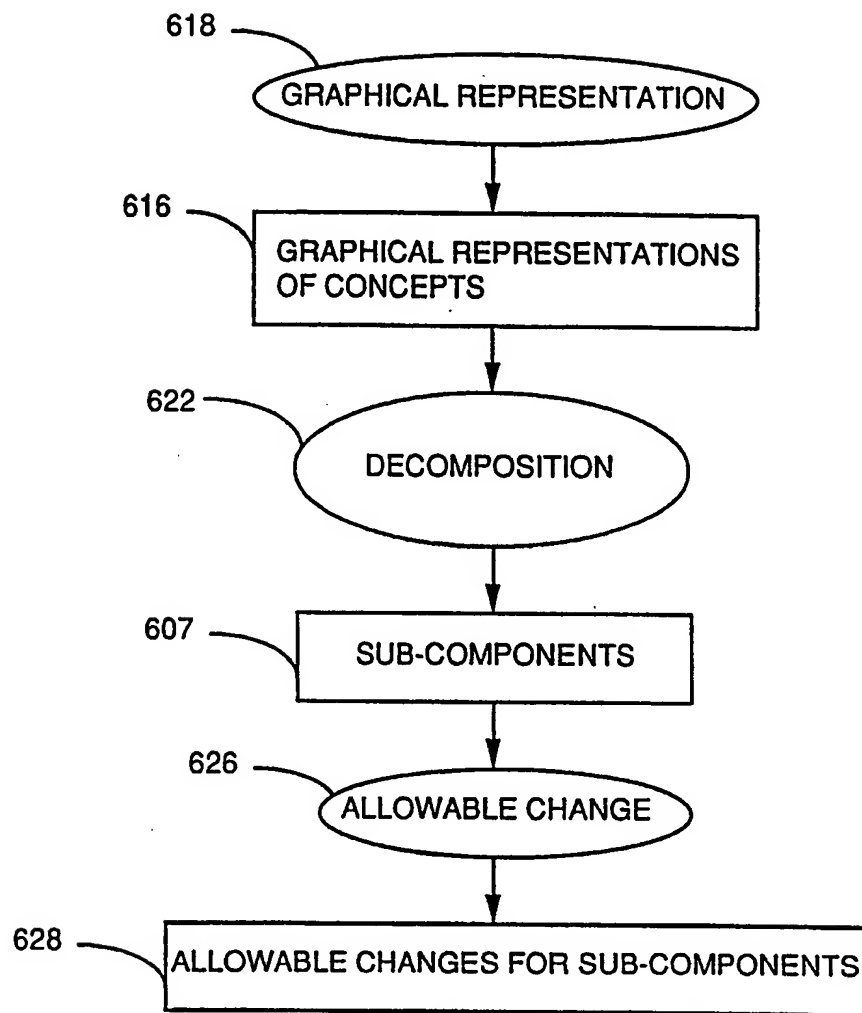 618
GRAPHICAL REPRESENTATION
616
GRAPHICAL REPRESENTATIONS
OF CONCEPTS
622
DECOMPOSITION
607
SUB-COMPONENTS
626
ALLOWABLE CHANGE
628
ALLOWABLE CHANGES FOR SUB-COMPONENTS